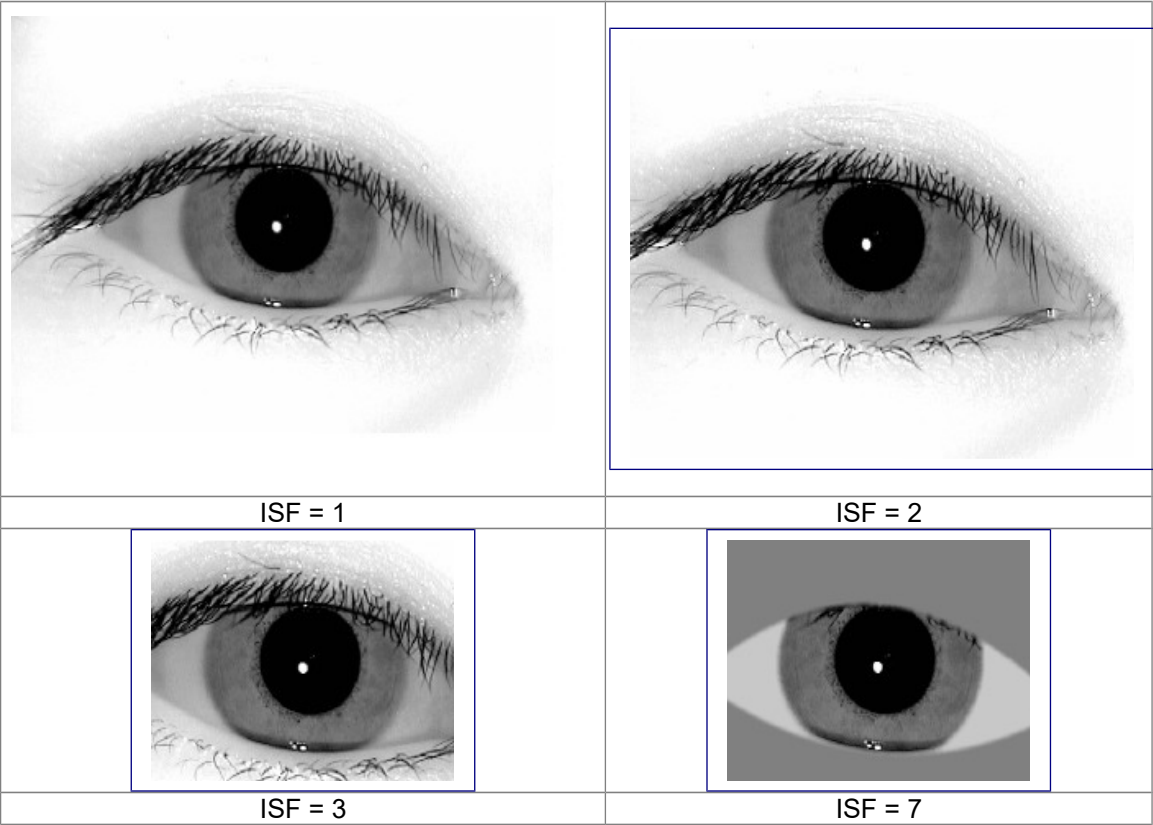 ISF = 1
ISF = 2
ISF = 3
ISF = 7